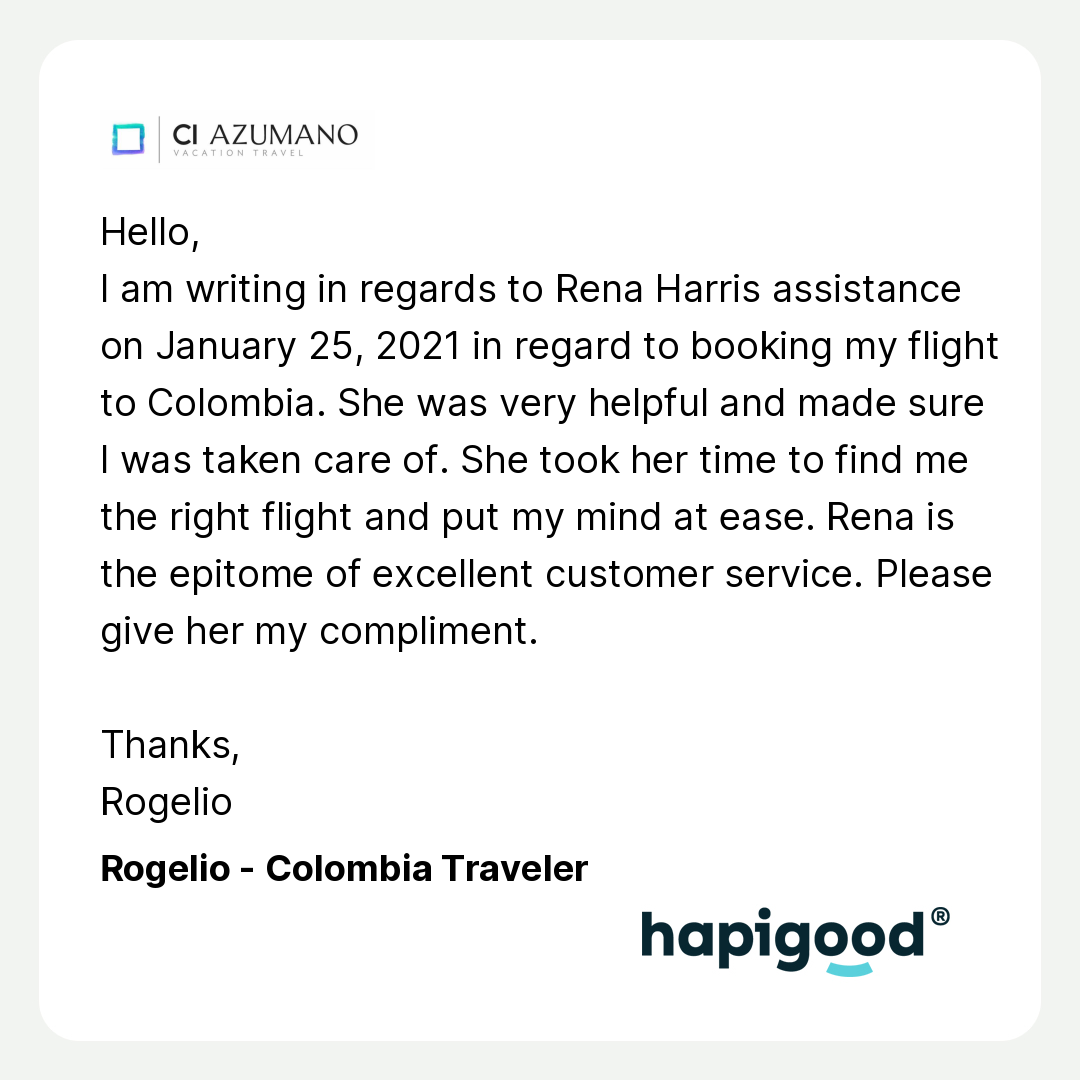 CI AZUMANO
VACATION TRAVEL
Hello,
I am writing in regards to Rena Harris assistance
on January 25, 2021 in regard to booking my flight
to Colombia. She was very helpful and made sure
I was taken care of. She took her time to find me
the right flight and put my mind at ease. Rena is
the epitome of excellent customer service. Please
give her my compliment.
Thanks,
Rogelio
Rogelio - Colombia Traveler
hapigood®